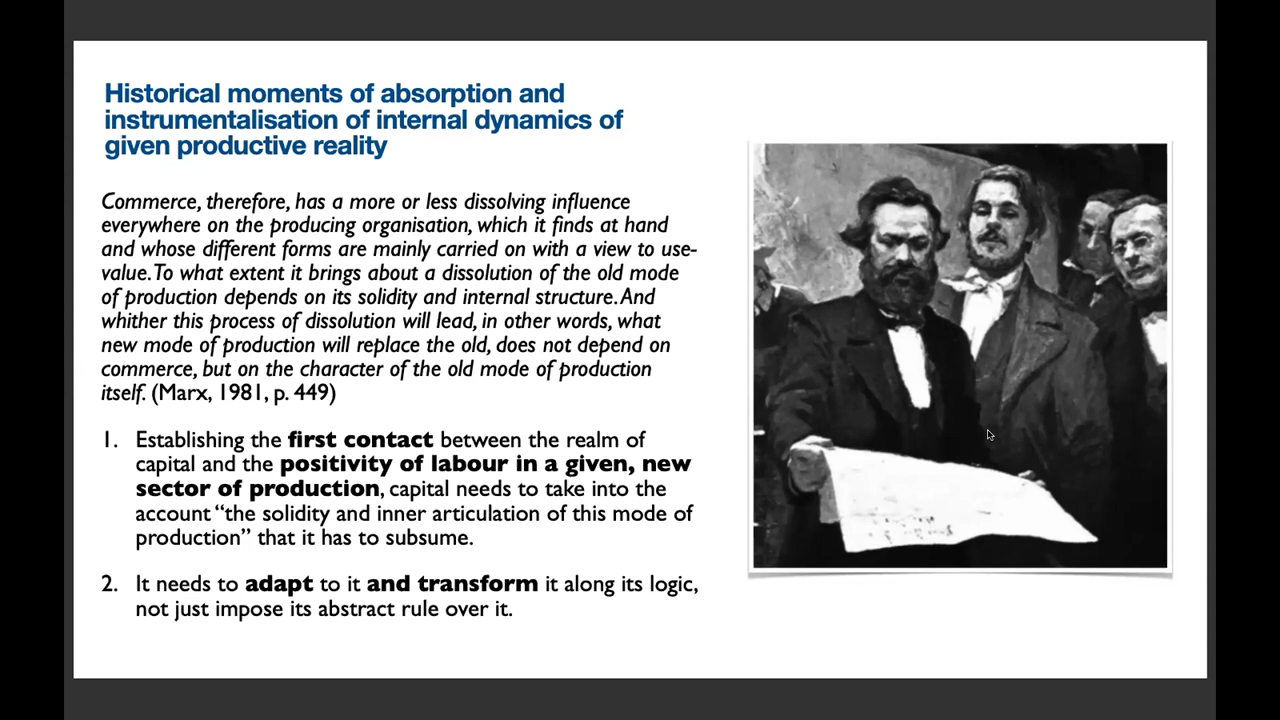 Historical moments of absorption and
instrumentalisation of internal dynamics of
given productive reality
Commerce, therefore, has a more or less dissolving influence
everywhere on the producing organisation, which it finds at hand
and whose different forms are mainly carried on with a view to use-
value. To what extent it brings about a dissolution of the old mode
of production depends on its solidity and internal structure. And
whither this process of dissolution will lead, in other words, what
new mode of production will replace the old, does not depend on
commerce, but on the character of the old mode of production
itself. (Marx, 1981, p. 449)
1. Establishing the first contact between the realm of
capital and the positivity of labour in a given, new
sector of production, capital needs to take into the
account “the solidity and inner articulation of this mode of
production” that it has to subsume.
2. It needs to adapt to it and transform it along its logic,
not just impose its abstract rule over it.